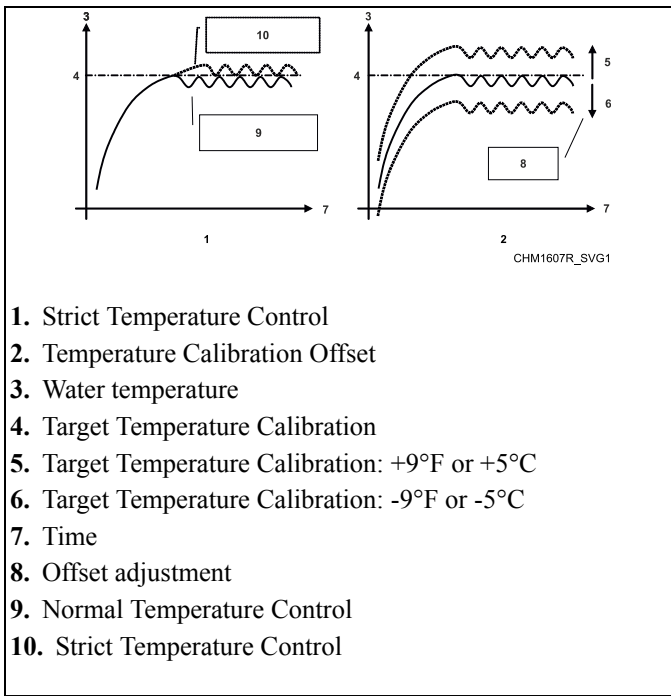 3
10
4
9
7
1
3
4
5
6
8
7
2
CHM1607R_SVG1
1. Strict Temperature Control
2. Temperature Calibration Offset
3. Water temperature
4. Target Temperature Calibration
5. Target Temperature Calibration: +9°F or +5°C
6. Target Temperature Calibration: -9°F or -5°C
7. Time
8. Offset adjustment
9. Normal Temperature Control
10. Strict Temperature Control